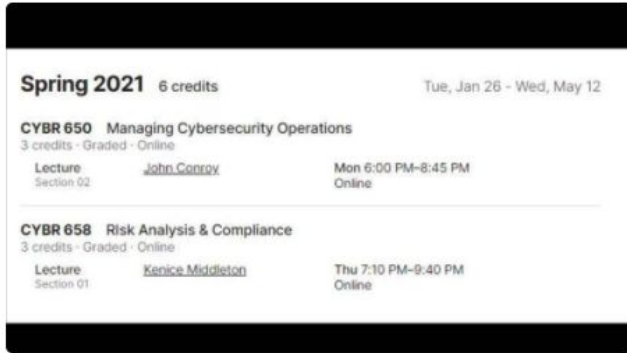 Spring 2021 6 credits Tue, Jan 26 - Wed, May 12
CYBR 650 Managing Cybersecurity Operations
3 credits · Graded · Online
Lecture John Conroy Mon 6:00 PM–8:45 PM
Section 02 Online
CYBR 658 Risk Analysis & Compliance
3 credits · Graded · Online
Lecture Kenice Middleton Thu 7:10 PM–9:40 PM
Section 01 Online